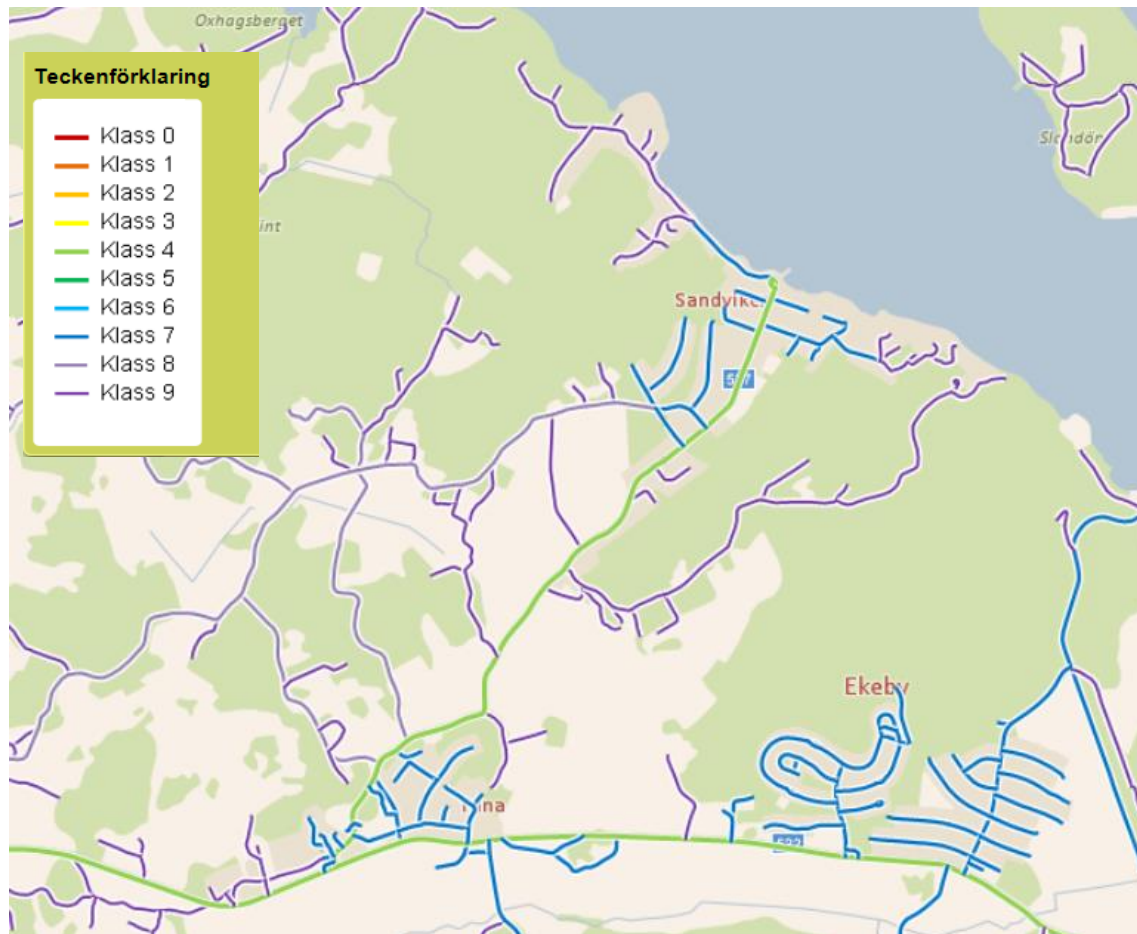 Oxhagsberget
Teckenförklaring
Klass 0
Klass 1
Klass 2
Klass 3
Klass 4
Klass 5
Klass 6
Klass 7
Klass 8
Klass 9
Ekeby